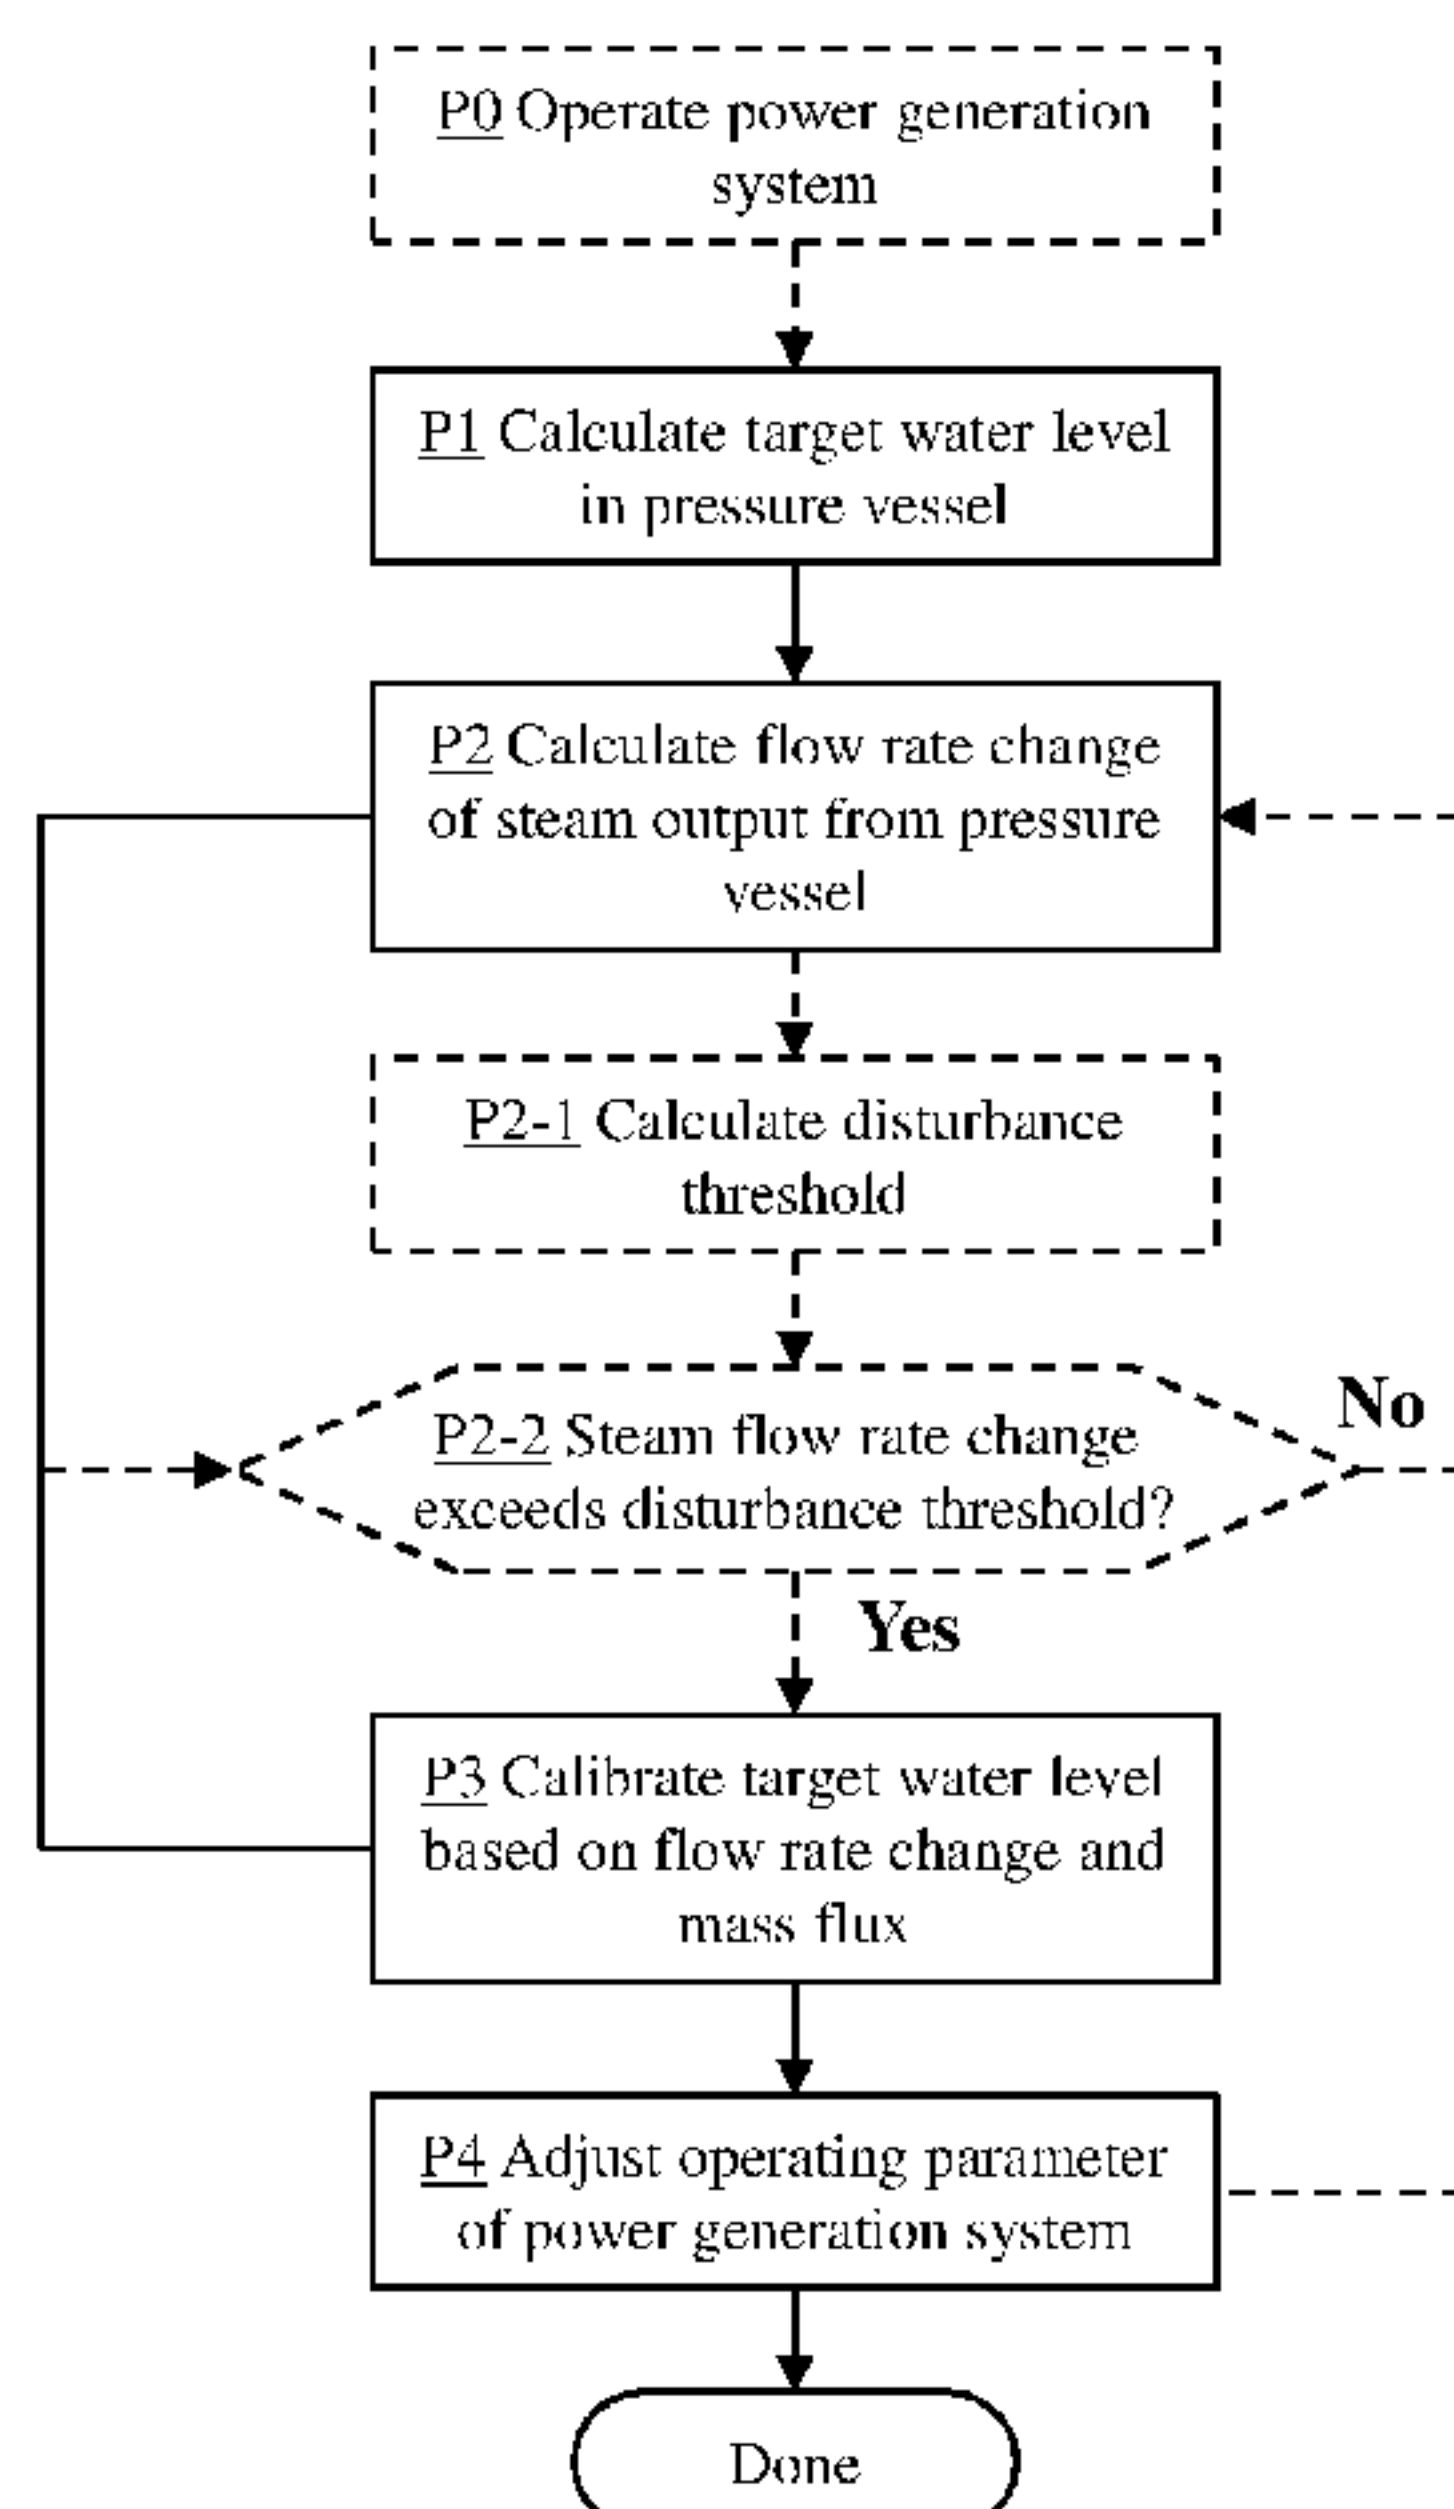 P0 Operate power generation
system
P1 Calculate target water level
in pressure vessel
P2 Calculate flow rate change
of steam output from pressure
vessel
P2-1 Calculate disturbance
threshold
No
P2-2 Steam flow rate change
exceeds disturbance threshold?
Yes
P3 Calibrate target water level
based on flow rate change and
mass flux
P4 Adjust operating parameter
of power generation system
Done